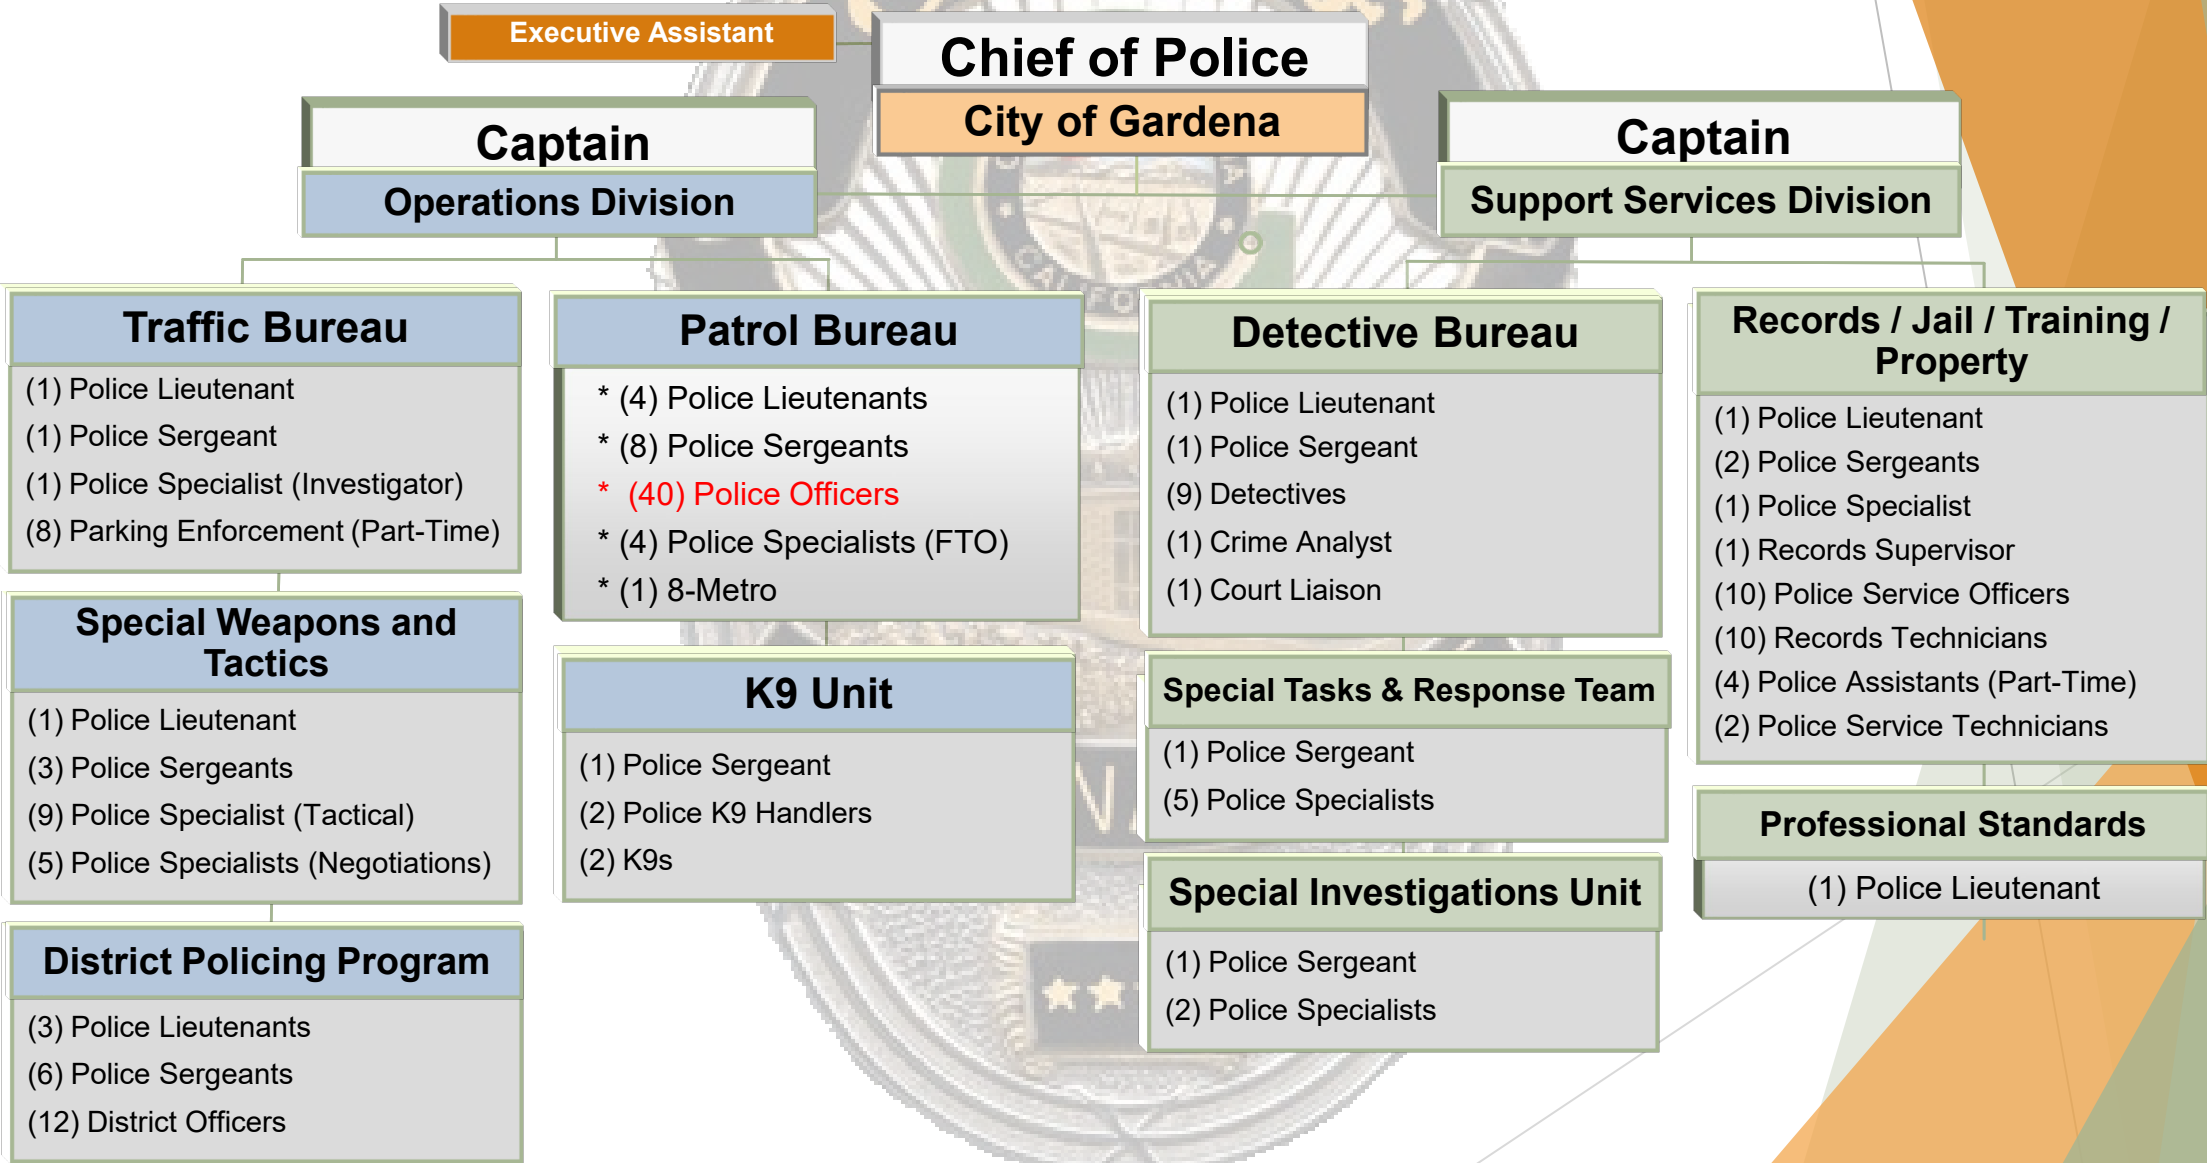 Executive Assistant
Chief of Police
City of Gardena
Captain
Operations Division
Captain
Support Services Division
Traffic Bureau
(1) Police Lieutenant
(1) Police Sergeant
(1) Police Specialist (Investigator)
(8) Parking Enforcement (Part-Time)
Special Weapons and
Tactics
(1) Police Lieutenant
(3) Police Sergeants
(9) Police Specialist (Tactical)
(5) Police Specialists (Negotiations)
District Policing Program
(3) Police Lieutenants
(6) Police Sergeants
(12) District Officers
Patrol Bureau
* (4) Police Lieutenants
* (8) Police Sergeants
* (40) Police Officers
* (4) Police Specialists (FTO)
* (1) 8-Metro
K9 Unit
(1) Police Sergeant
(2) Police K9 Handlers
(2) K9s
Detective Bureau
(1) Police Lieutenant
(1) Police Sergeant
(9) Detectives
(1) Crime Analyst
(1) Court Liaison
Special Tasks & Response Team
(1) Police Sergeant
(5) Police Specialists
Special Investigations Unit
(1) Police Sergeant
(2) Police Specialists
Records / Jail / Training /
Property
(1) Police Lieutenant
(2) Police Sergeants
(1) Police Specialist
(1) Records Supervisor
(10) Police Service Officers
(10) Records Technicians
(4) Police Assistants (Part-Time)
(2) Police Service Technicians
Professional Standards
(1) Police Lieutenant